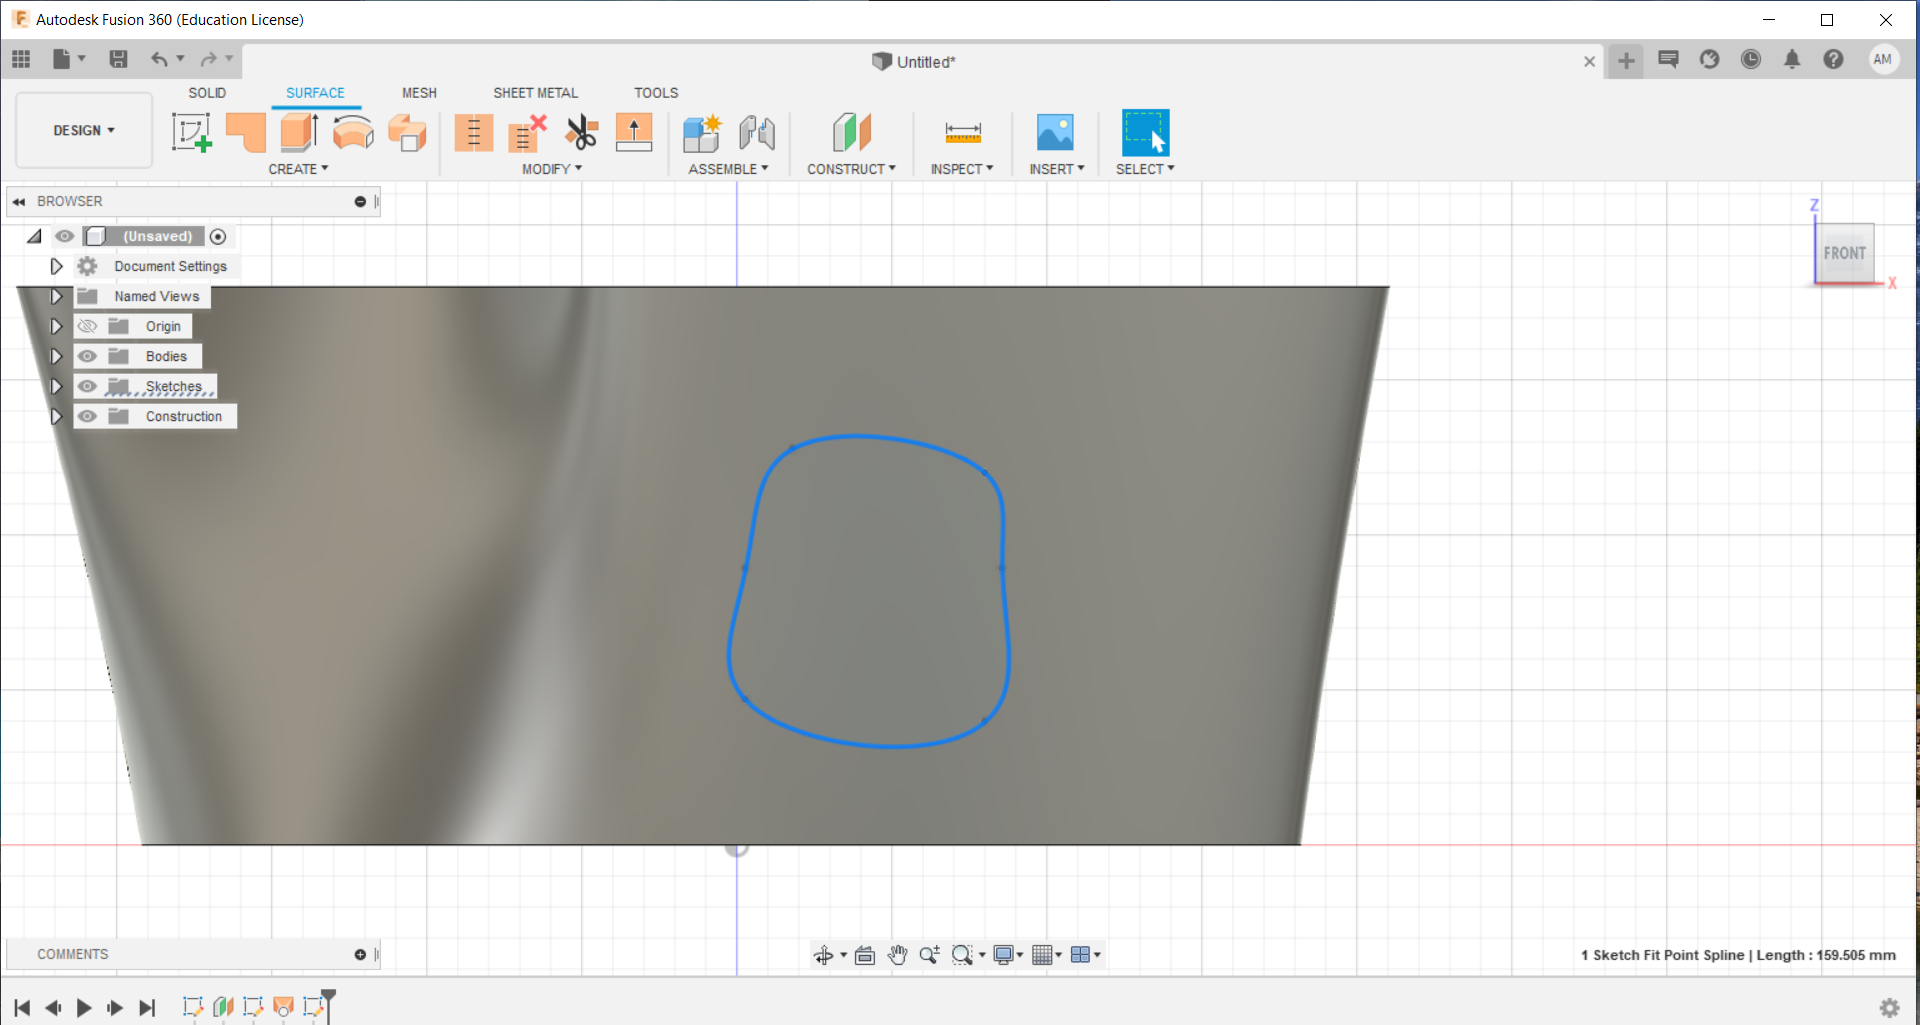 Autodesk Fusion 360 (Education License)
Untitled*
AM
SOLID SURFACE MESH SHEET METAL TOOLS
DESIGN
CREATE MODIFY ASSEMBLE CONSTRUCT INSPECT INSERT SELECT
BROWSER
(Unsaved)
Document Settings
Named Views
Origin
Bodies
Sketches
Construction
Z
FRONT
X
COMMENTS
1 Sketch Fit Point Spline | Length : 159.505 mm